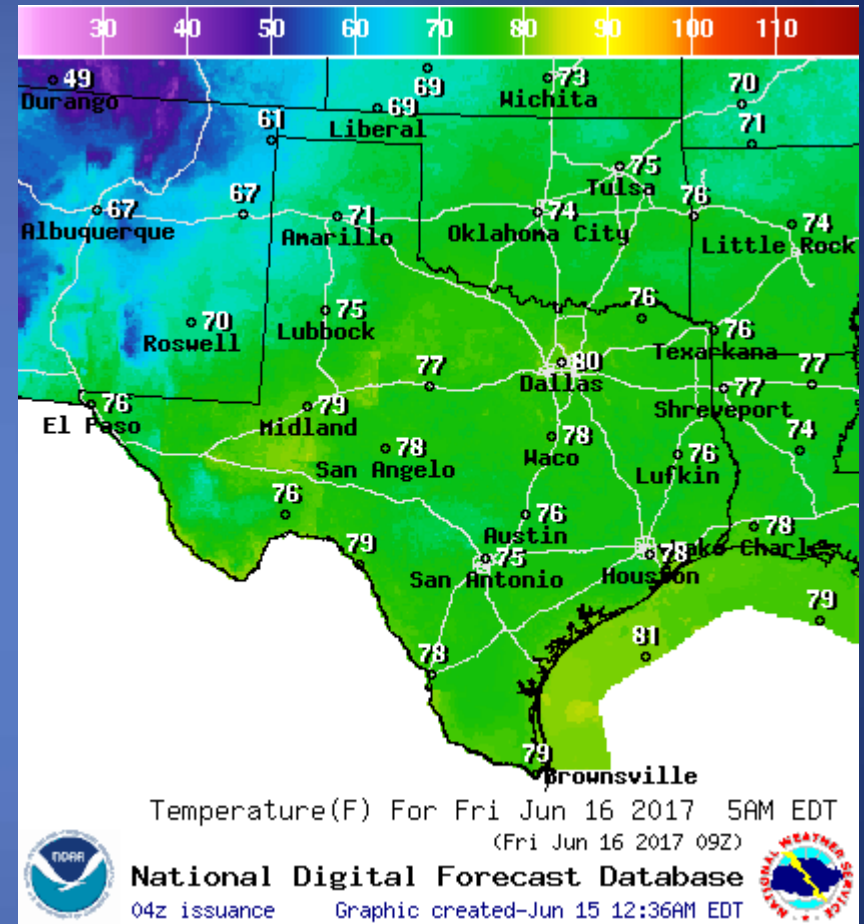 30 40 50 60 70 80 90 100 110
49
Durango
69
69
Liberal
73
Wichita
70
71
61
67
Albuquerque
67
71
Amarillo
75
Tulsa
74
Oklahoma City
76
74
Little Rock
70
Roswell
75
Lubbock
76
76
Texarkana
80
Dallas
77
77
77
Shreveport
76
El Paso
79
Midland
78
San Angelo
78
Waco
76
Lufkin
74
76
76
Austin
79
75
San Antonio
78
Houston
78
Lake Charles
79
81
78
79
Brownsville
Temperature(F) For Fri Jun 16 2017 5AM EDT
(Fri Jun 16 2017 09Z)
NOAA
National Digital Forecast Database
04z issuance Graphic created-Jun 15 12:36AM EDT
NATIONAL WEATHER SERVICE